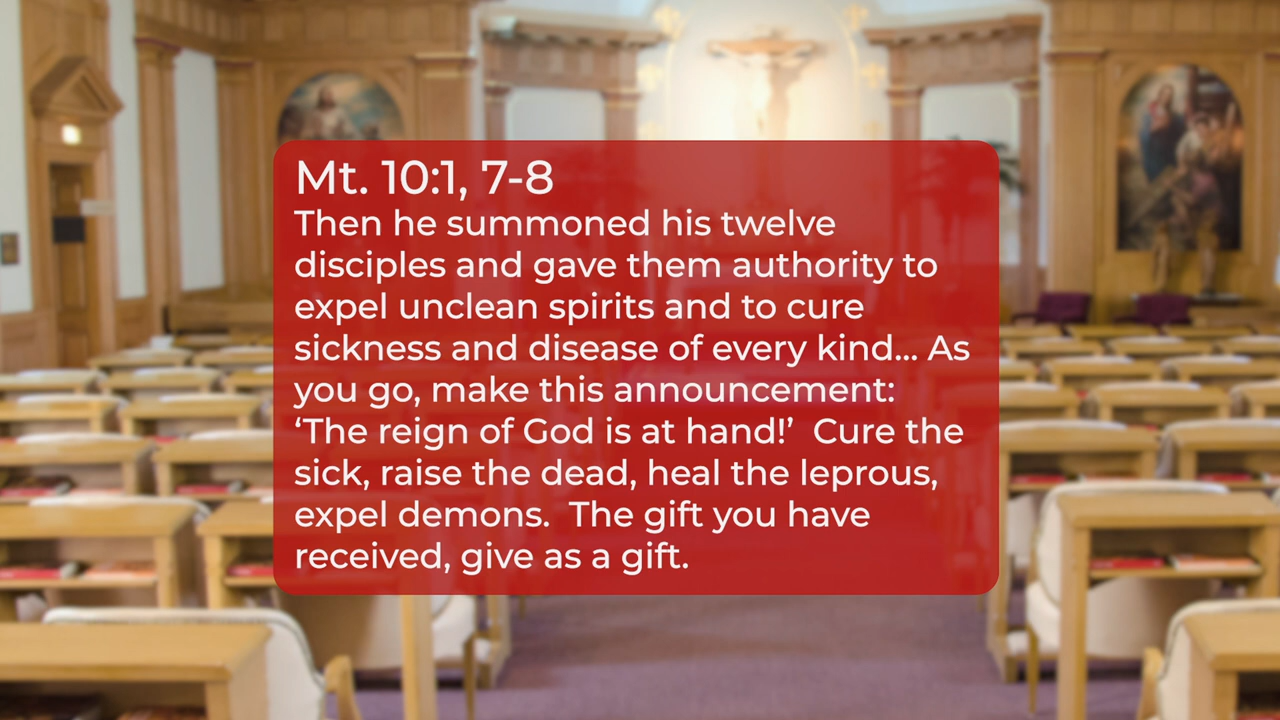 Mt. 10:1, 7-8
Then he summoned his twelve
disciples and gave them authority to
expel unclean spirits and to cure
sickness and disease of every kind... As
you go, make this announcement:
‘The reign of God is at hand!’  Cure the
sick, raise the dead, heal the leprous,
expel demons.  The gift you have
received, give as a gift.